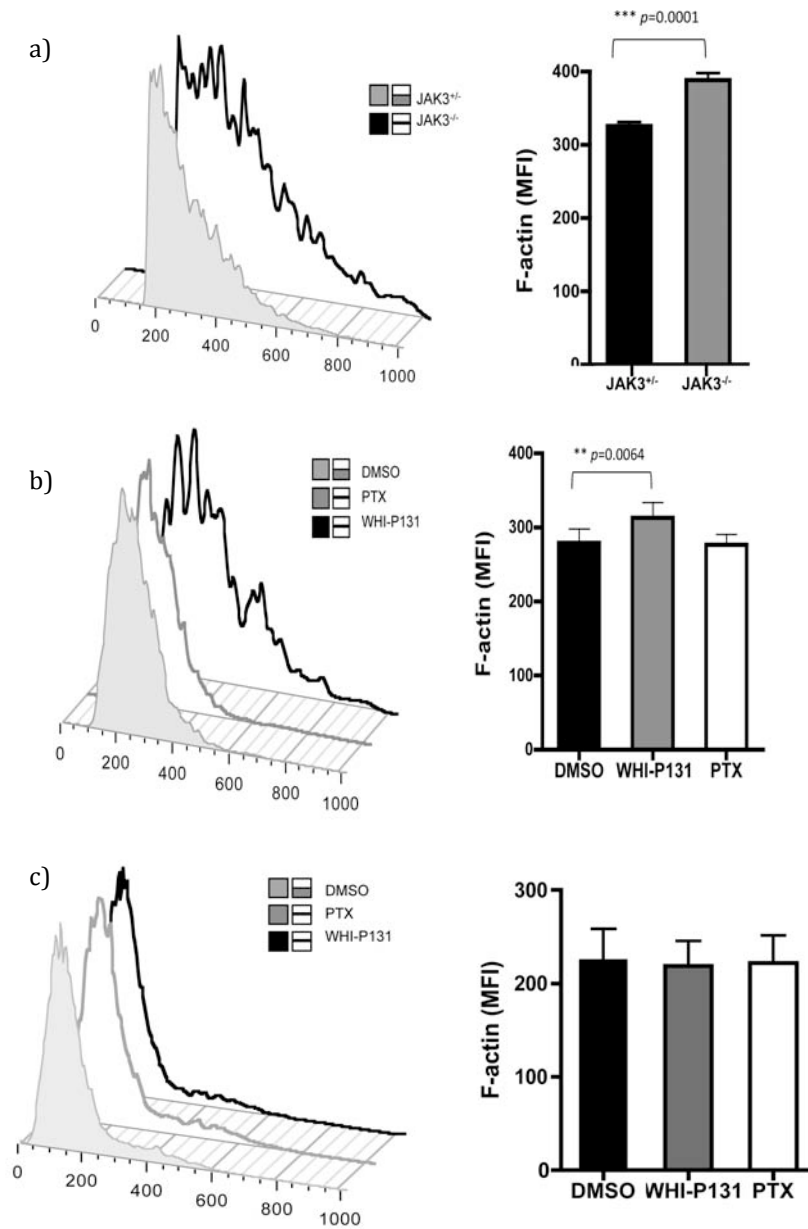 a)
JAK3+/-
JAK3-/-
0
200
400
600
800
1000
*** p=0.0001
F-actin (MFI)
400
300
200
100
0
JAK3+/- JAK3-/-
b)
DMSO
PTX
WHI-P131
0
200
400
600
800
1000
** p=0.0064
F-actin (MFI)
400
300
200
100
0
DMSO WHI-P131 PTX
c)
DMSO
PTX
WHI-P131
0
200
400
600
800
1000
F-actin (MFI)
300
200
100
0
DMSO WHI-P131 PTX